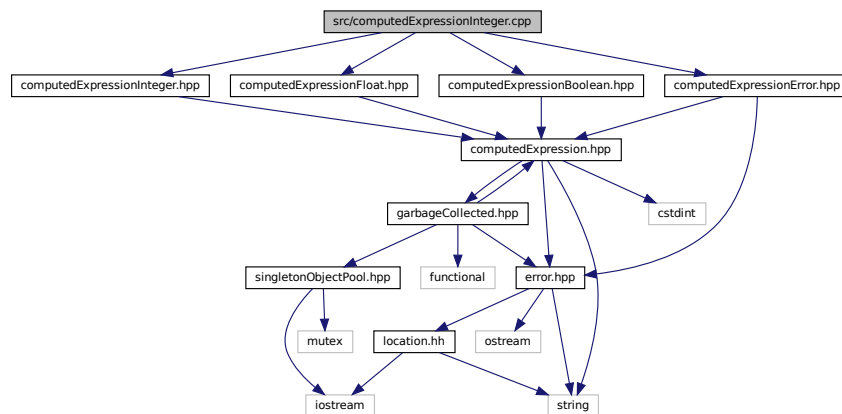 src/computedExpressionInteger.cpp
computedExpressionInteger.hpp
computedExpressionFloat.hpp
computedExpressionBoolean.hpp
computedExpressionError.hpp
computedExpression.hpp
garbageCollected.hpp
cstdint
singletonObjectPool.hpp
functional
error.hpp
mutex
location.hh
ostream
iostream
string